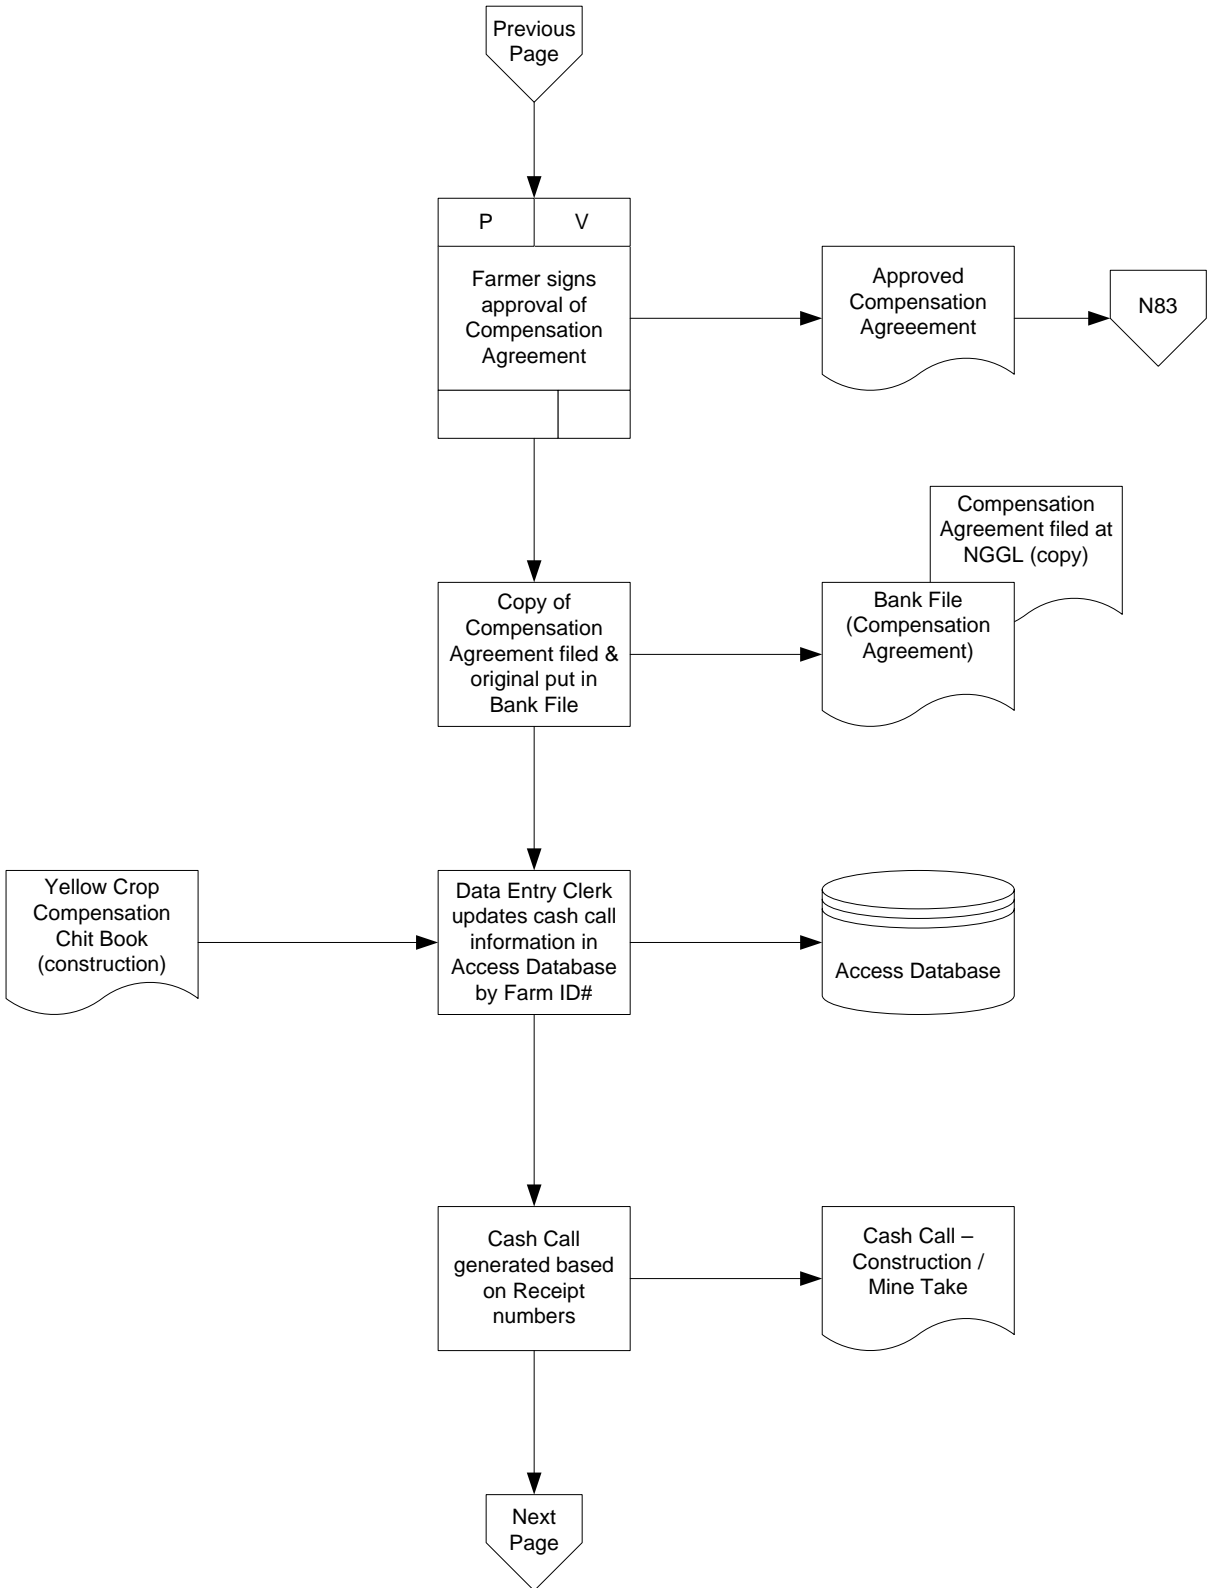 Previous
Page
P
V
Farmer signs
approval of
Compensation
Agreement
Approved
Compensation
Agreeement
N83
Compensation
Agreement filed at
NGGL (copy)
Copy of
Compensation
Agreement filed &
original put in
Bank File
Bank File
(Compensation
Agreement)
Yellow Crop
Compensation
Chit Book
(construction)
Data Entry Clerk
updates cash call
information in
Access Database
by Farm ID#
Access Database
Cash Call
generated based
on Receipt
numbers
Cash Call –
Construction /
Mine Take
Next
Page